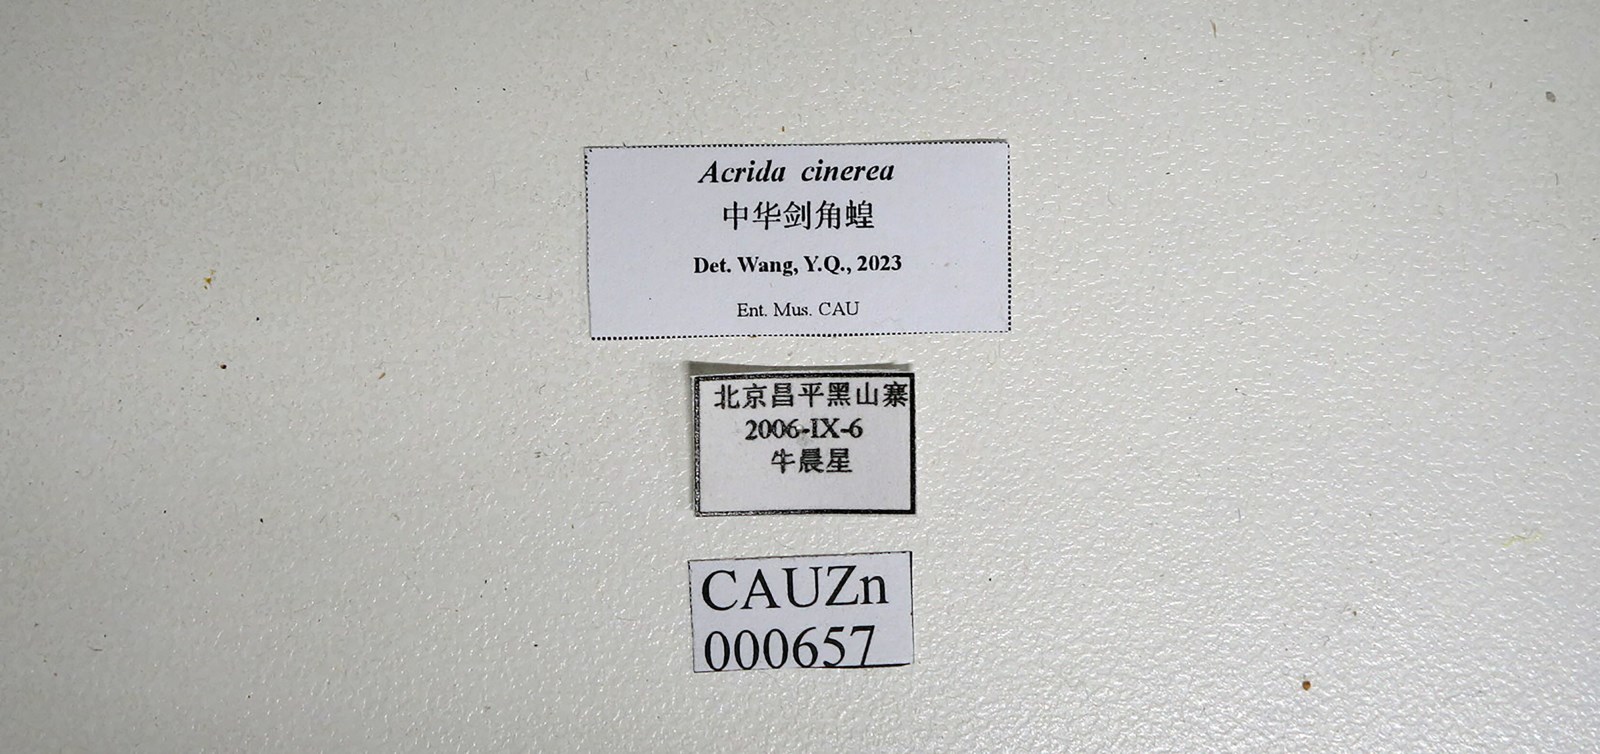 Acrida cinerea
中华剑角蝗
Det. Wang, Y.Q., 2023
Ent. Mus. CAU
北京昌平黑山寨
2006-IX-6
牛晨星
CAUZn
000657